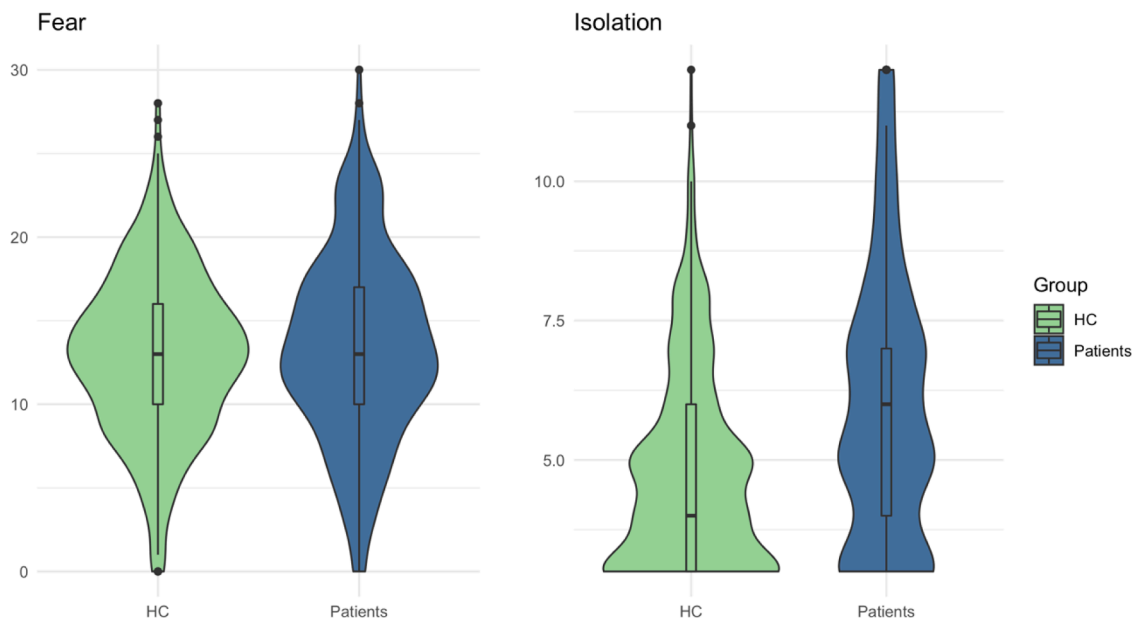 Fear
30
20
10
0
HC
Patients
Isolation
10.0
7.5
5.0
HC
Patients
Group
HC
Patients